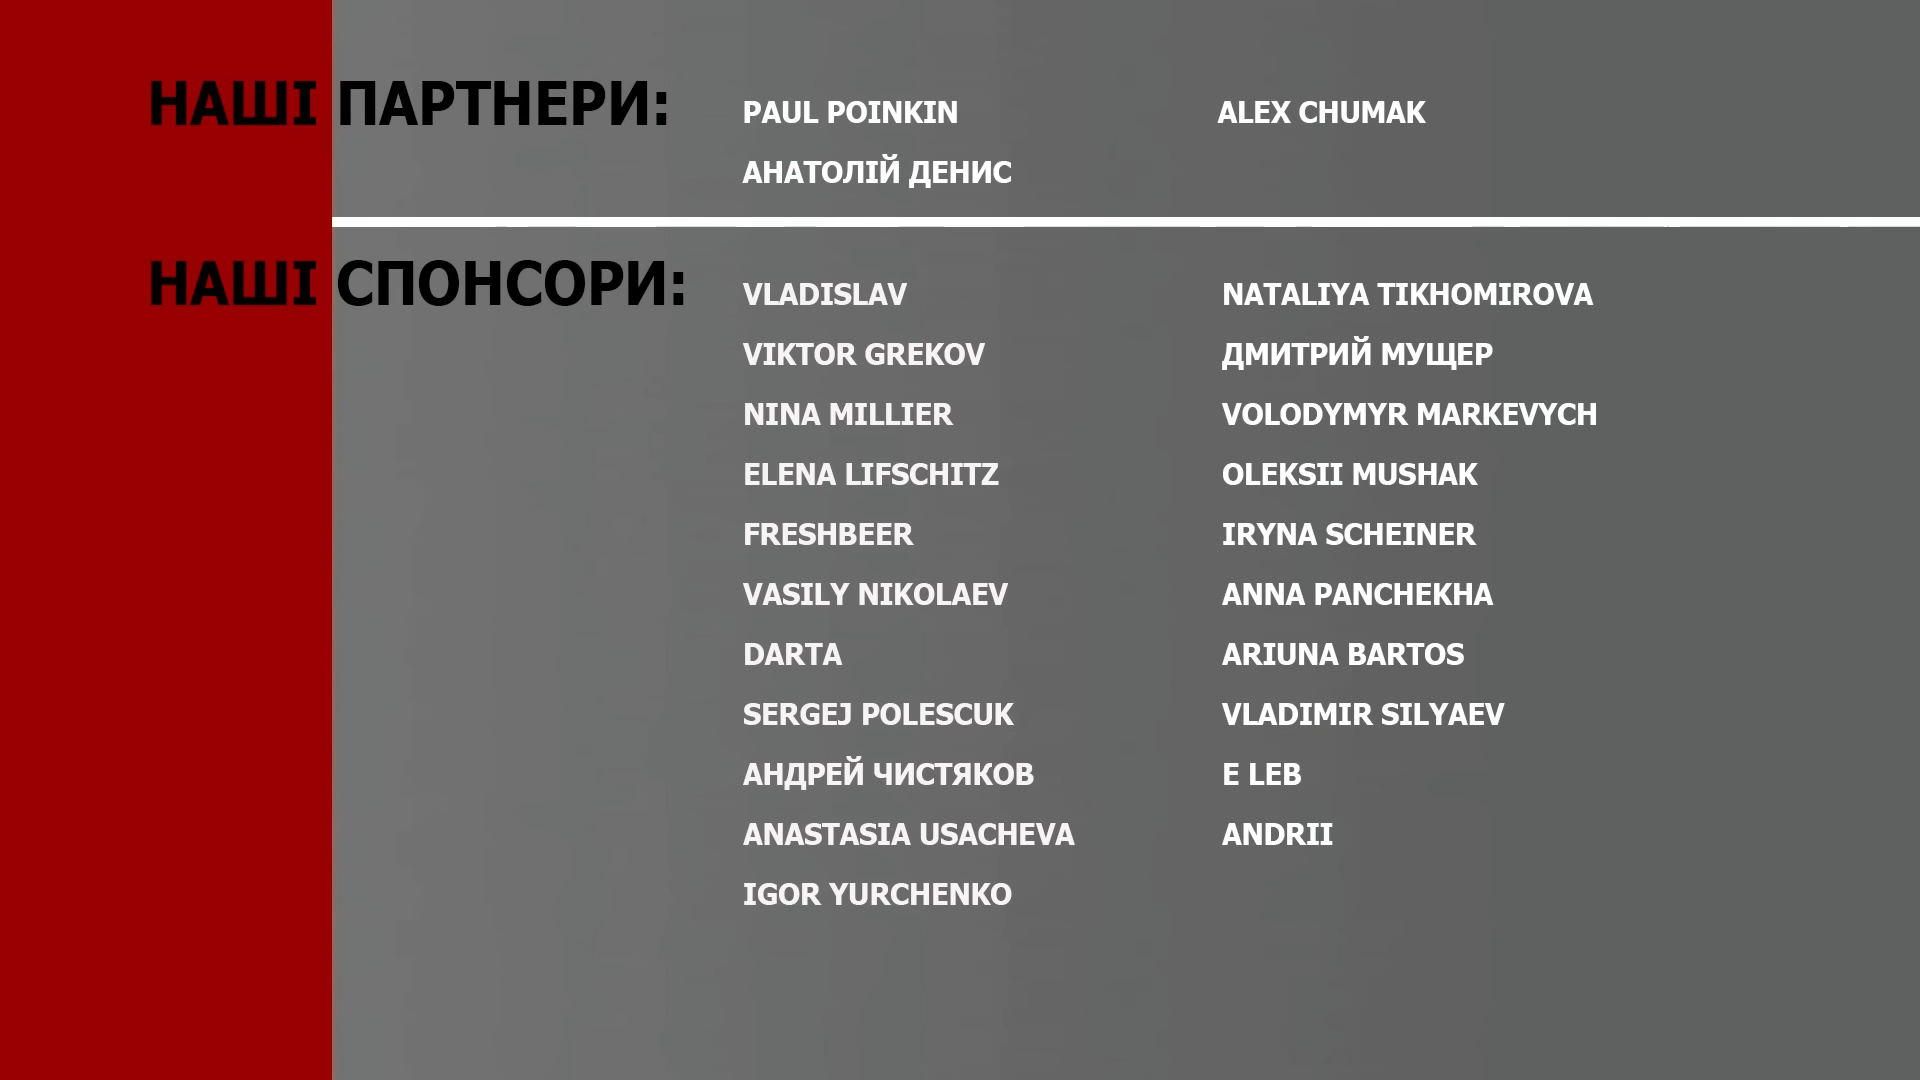 НАШІ ПАРТНЕРИ:
PAUL POINKIN
ALEX CHUMAK
АНАТОЛІЙ ДЕНИС
НАШІ СПОНСОРИ:
VLADISLAV
VIKTOR GREKOV
NINA MILLIER
ELENA LIFSCHITZ
FRESHBEER
VASILY NIKOLAEV
DARTA
SERGEJ POLESCUK
АНДРЕЙ ЧИСТЯКОВ
ANASTASIA USACHEVA
IGOR YURCHENKO
NATALIYA TIKHOMIROVA
ДМИТРИЙ МУЩЕР
VOLODYMYR MARKEVYCH
OLEKSII MUSHAK
IRYNA SCHEINER
ANNA PANCHEKHA
ARIUNA BARTOS
VLADIMIR SILYAEV
E LEB
ANDRII